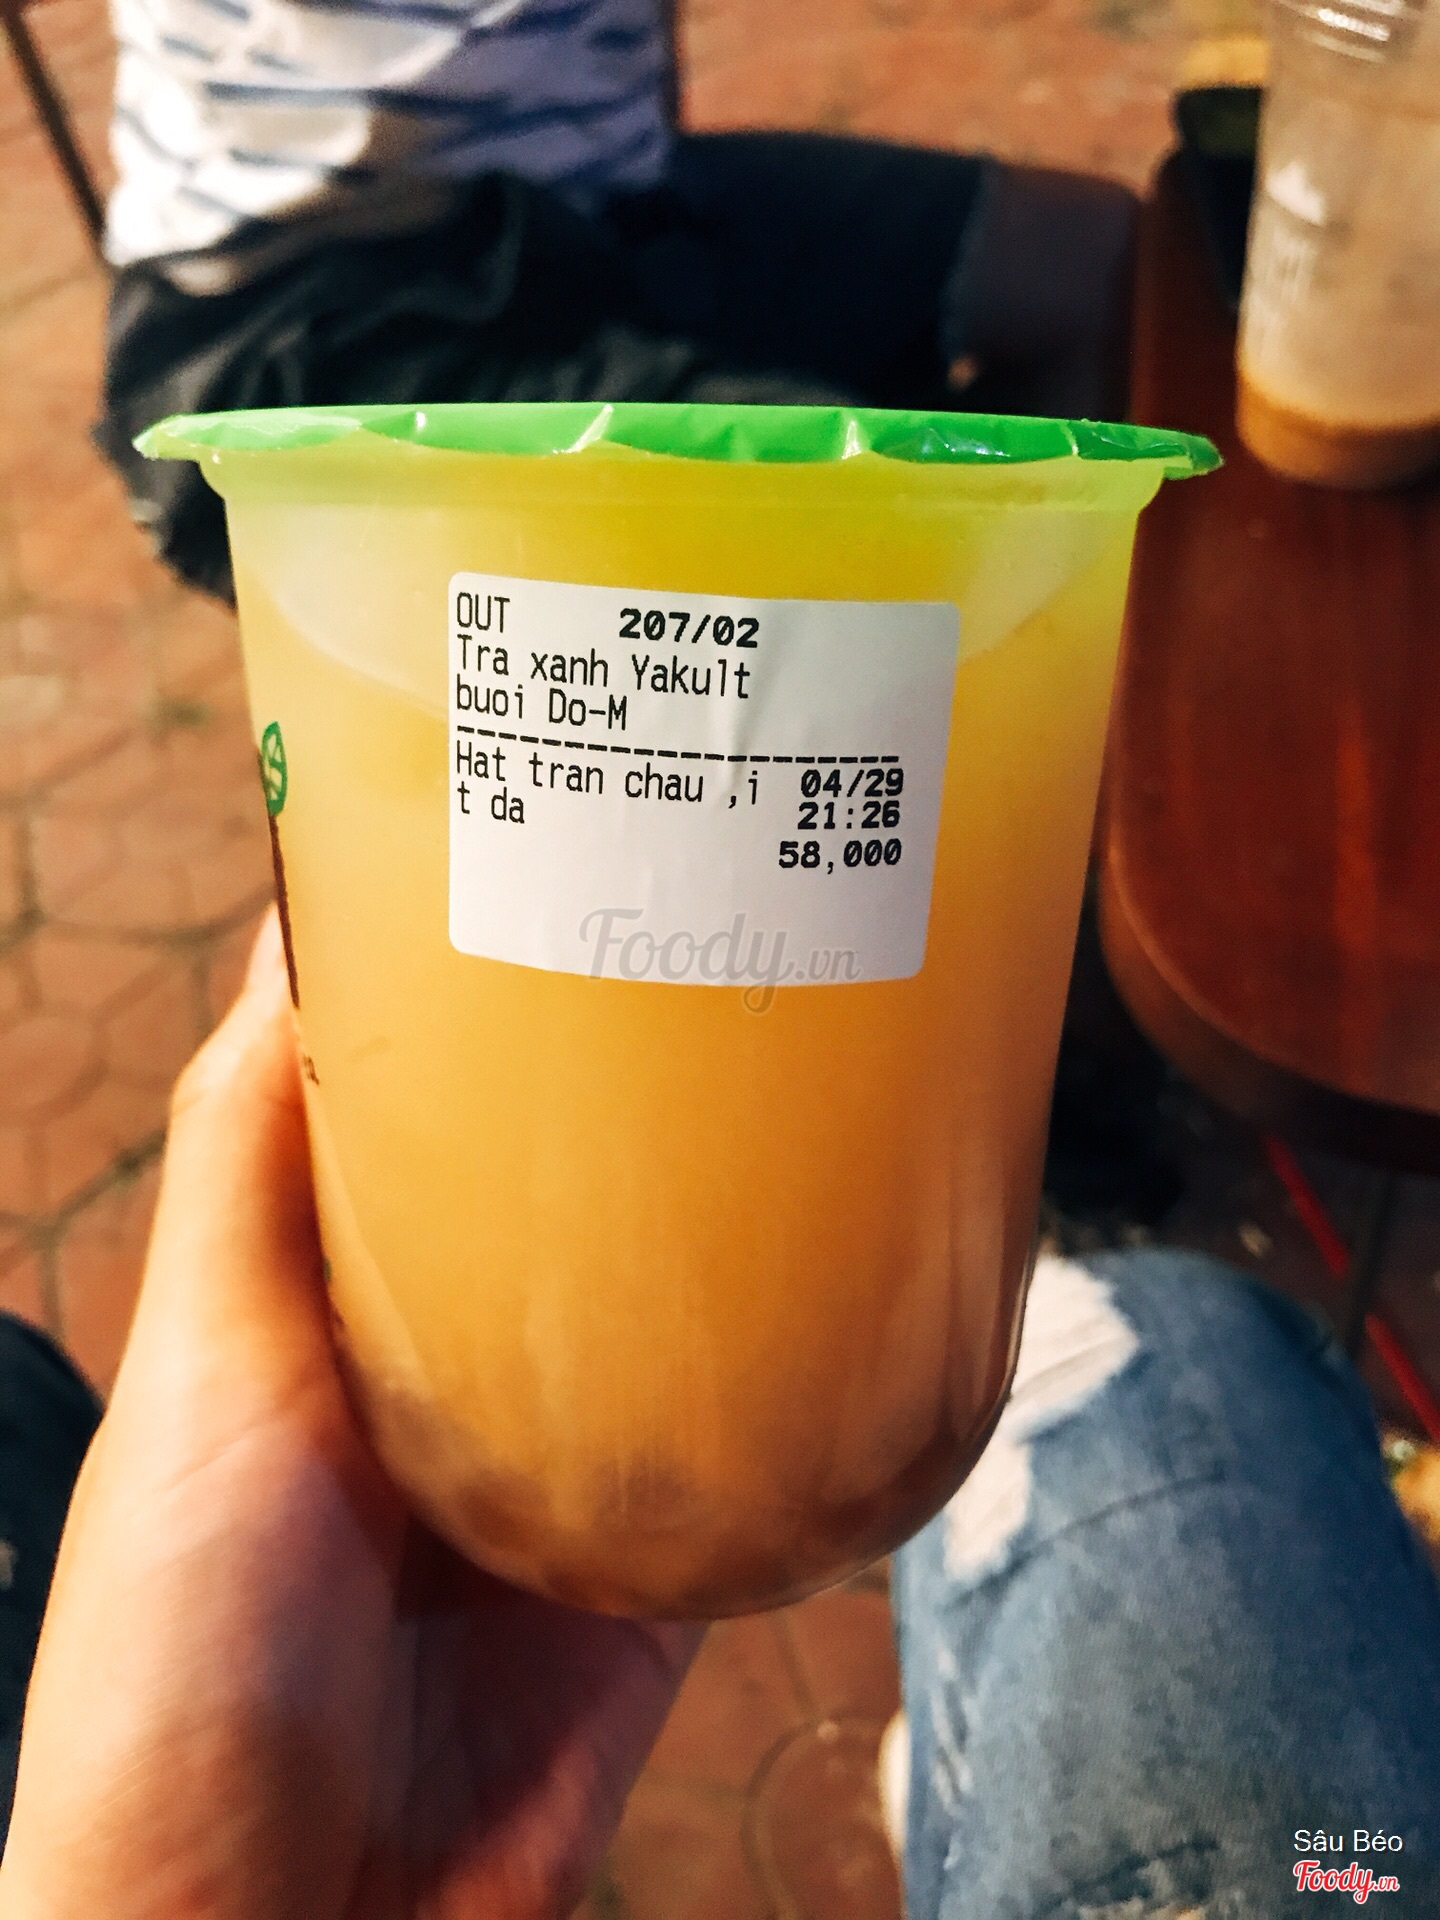 OUT 207/02
Tra xanh Yakult
buoi Do-M
--------------------
Hat tran chau ,i 04/29
t da 21:26
58,000
Foody.vn
Sâu Béo
Foody.vn